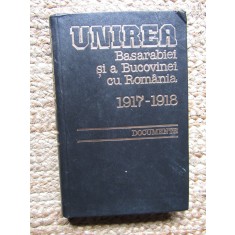 UNIREA
Basarabiei
și a Bucovinei
cu România
1917-1918
DOCUMENTE